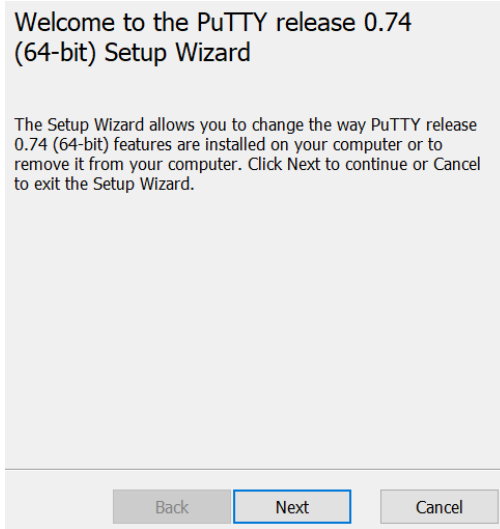 Welcome to the PuTTY release 0.74
(64-bit) Setup Wizard
The Setup Wizard allows you to change the way PuTTY release
0.74 (64-bit) features are installed on your computer or to
remove it from your computer. Click Next to continue or Cancel
to exit the Setup Wizard.
Back Next Cancel